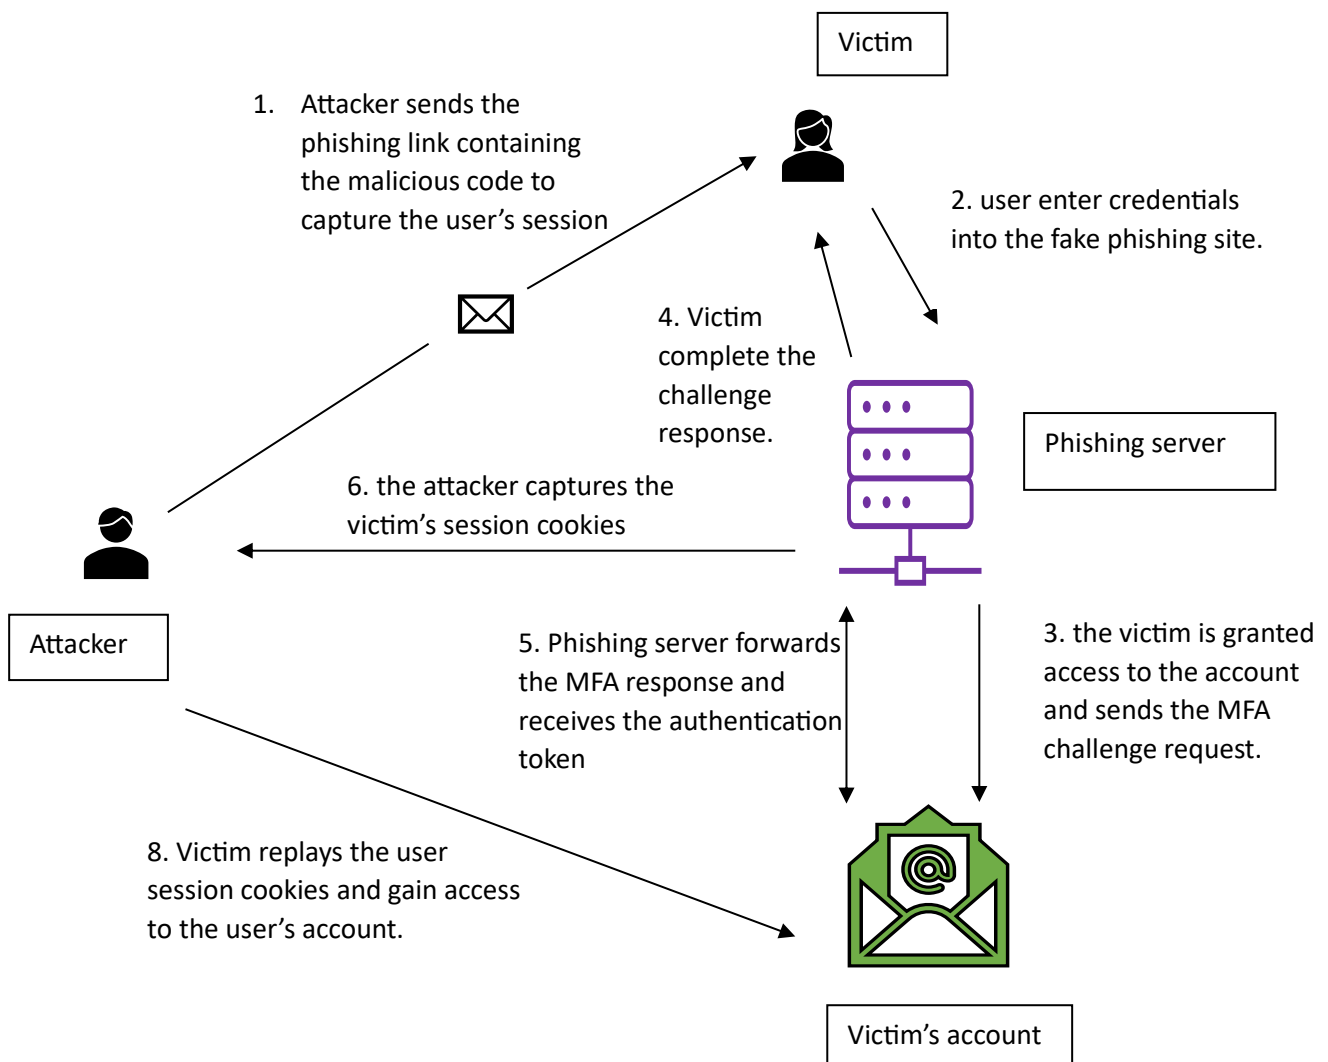 Victim
1. Attacker sends the
phishing link containing
the malicious code to
capture the user’s session
2. user enter credentials
into the fake phishing site.
4. Victim
complete the
challenge
response.
Phishing server
6. the attacker captures the
victim’s session cookies
Attacker
5. Phishing server forwards
the MFA response and
receives the authentication
token
3. the victim is granted
access to the account
and sends the MFA
challenge request.
8. Victim replays the user
session cookies and gain access
to the user’s account.
@
Victim’s account